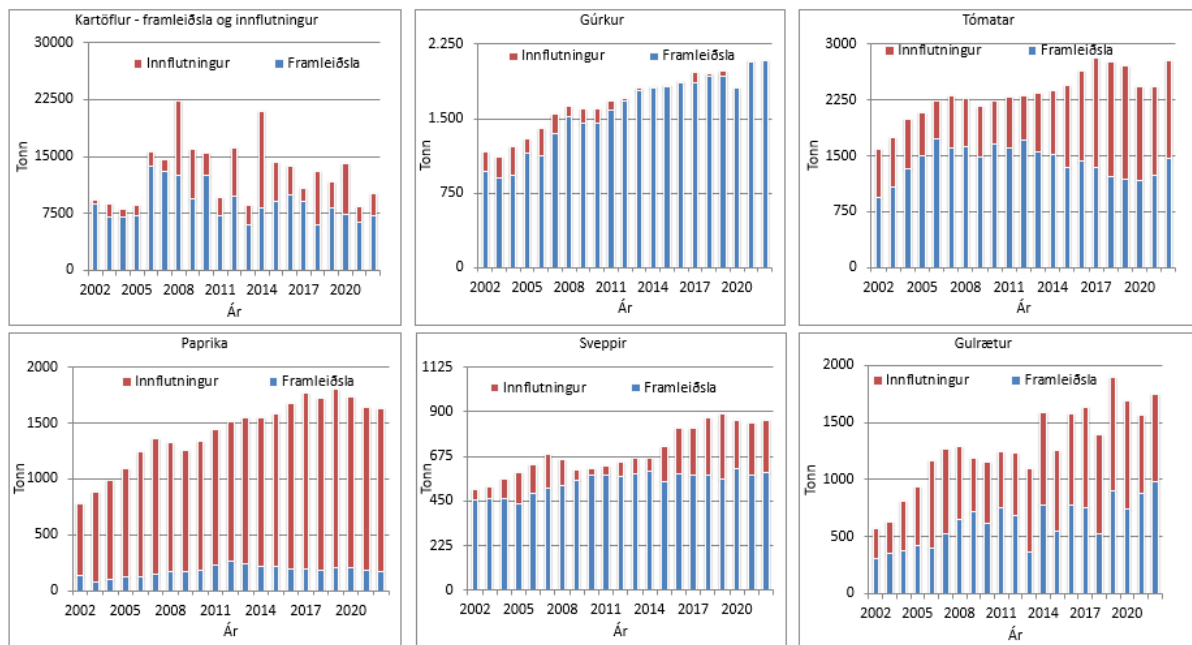 Kartöflur - framleiðsla og innflutningur
30000
22500
15000
7500
0
Tonn
Innflutningur
Framleiðsla
2002 2005 2008 2011 2014 2017 2020
Ár
Gúrkur
2.250
1.500
750
0
Tonn
Innflutningur
Framleiðsla
2002 2005 2008 2011 2014 2017 2020
Ár
Tómatar
3000
2250
1500
750
0
Tonn
Innflutningur
Framleiðsla
2002 2005 2008 2011 2014 2017 2020
Ár
Paprika
2000
1500
1000
500
0
Tonn
Innflutningur
Framleiðsla
2002 2005 2008 2011 2014 2017 2020
Ár
Sveppir
1125
900
675
450
225
0
Tonn
Innflutningur
Framleiðsla
2002 2005 2008 2011 2014 2017 2020
Ár
Gulrætur
2000
1500
1000
500
0
Tonn
Innflutningur
Framleiðsla
2002 2005 2008 2011 2014 2017 2020
Ár